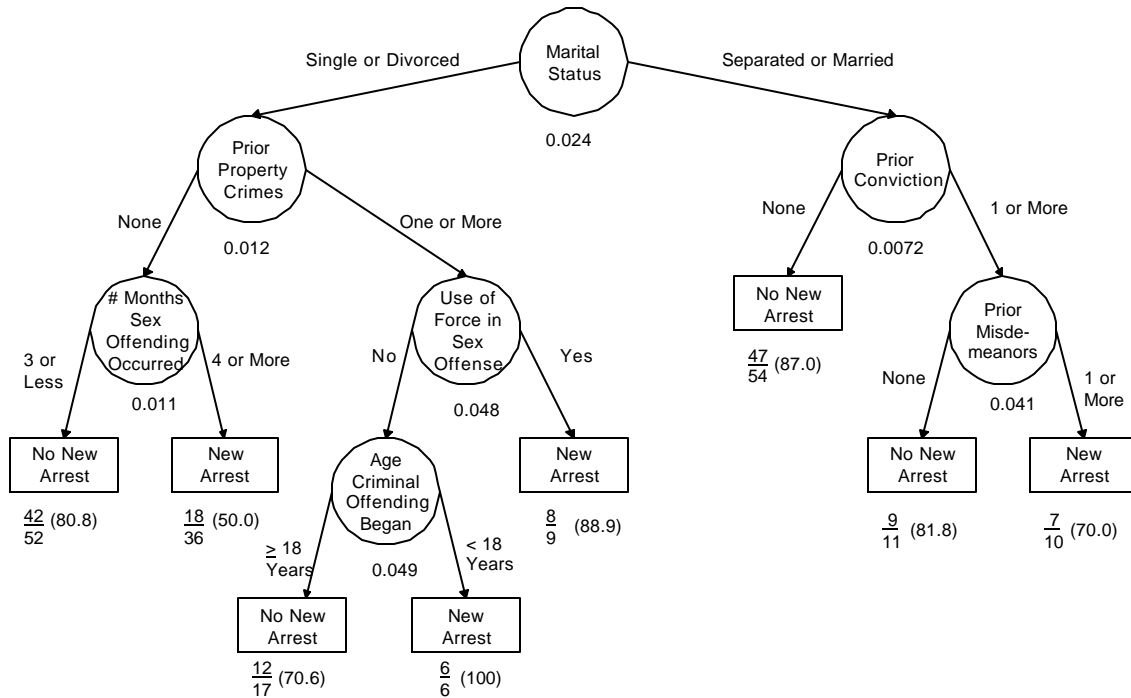 Marital
Status
Single or Divorced
Separated or Married
0.024
Prior
Property
Crimes
Prior
Conviction
None
One or More
None
1 or More
0.012
0.0072
# Months
Sex
Offending
Occurred
Use of
Force in
Sex
Offense
No New
Arrest
Prior
Misde-
meanors
3 or
Less
4 or More
No
Yes
47
54 (87.0)
None
1 or
More
0.011
0.048
0.041
No New
Arrest
New
Arrest
Age
Criminal
Offending
Began
New
Arrest
No New
Arrest
New
Arrest
42
52 (80.8)
18
36 (50.0)
8
9 (88.9)
9
11 (81.8)
7
10 (70.0)
≥ 18
Years
< 18
Years
0.049
No New
Arrest
New
Arrest
12
17 (70.6)
6
6 (100)